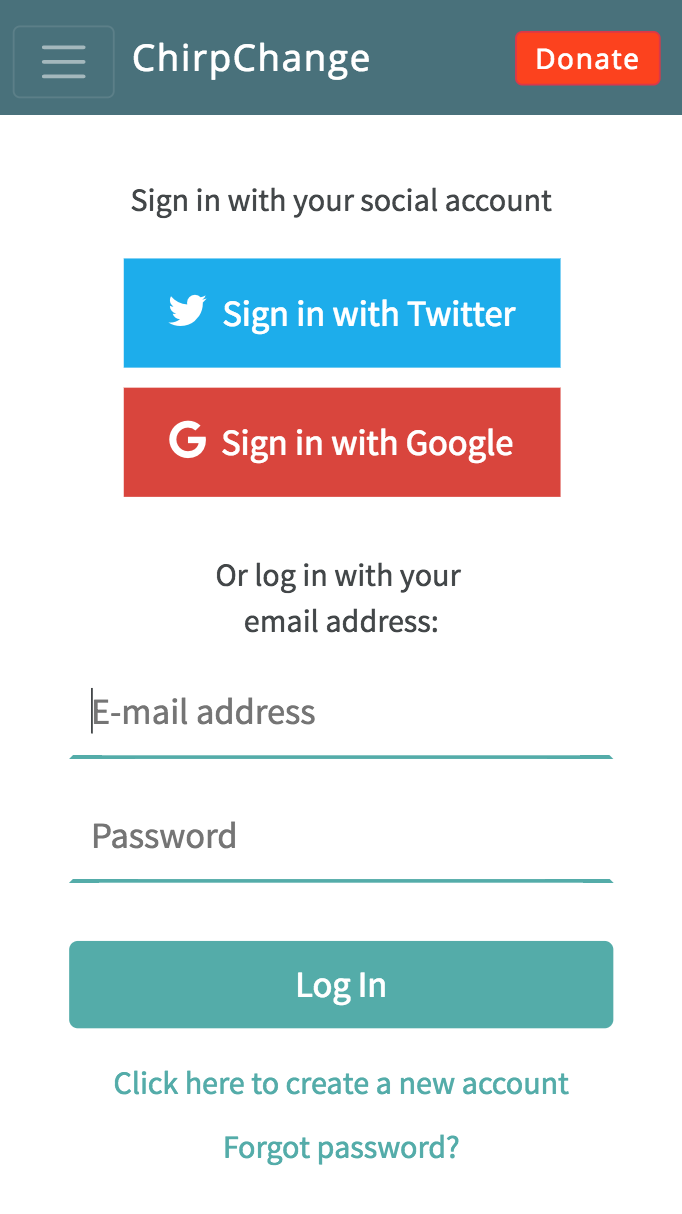 ChirpChange
Donate
Sign in with your social account
Sign in with Twitter
Sign in with Google
Or log in with your
email address:
E-mail address
Password
Log In
Click here to create a new account
Forgot password?